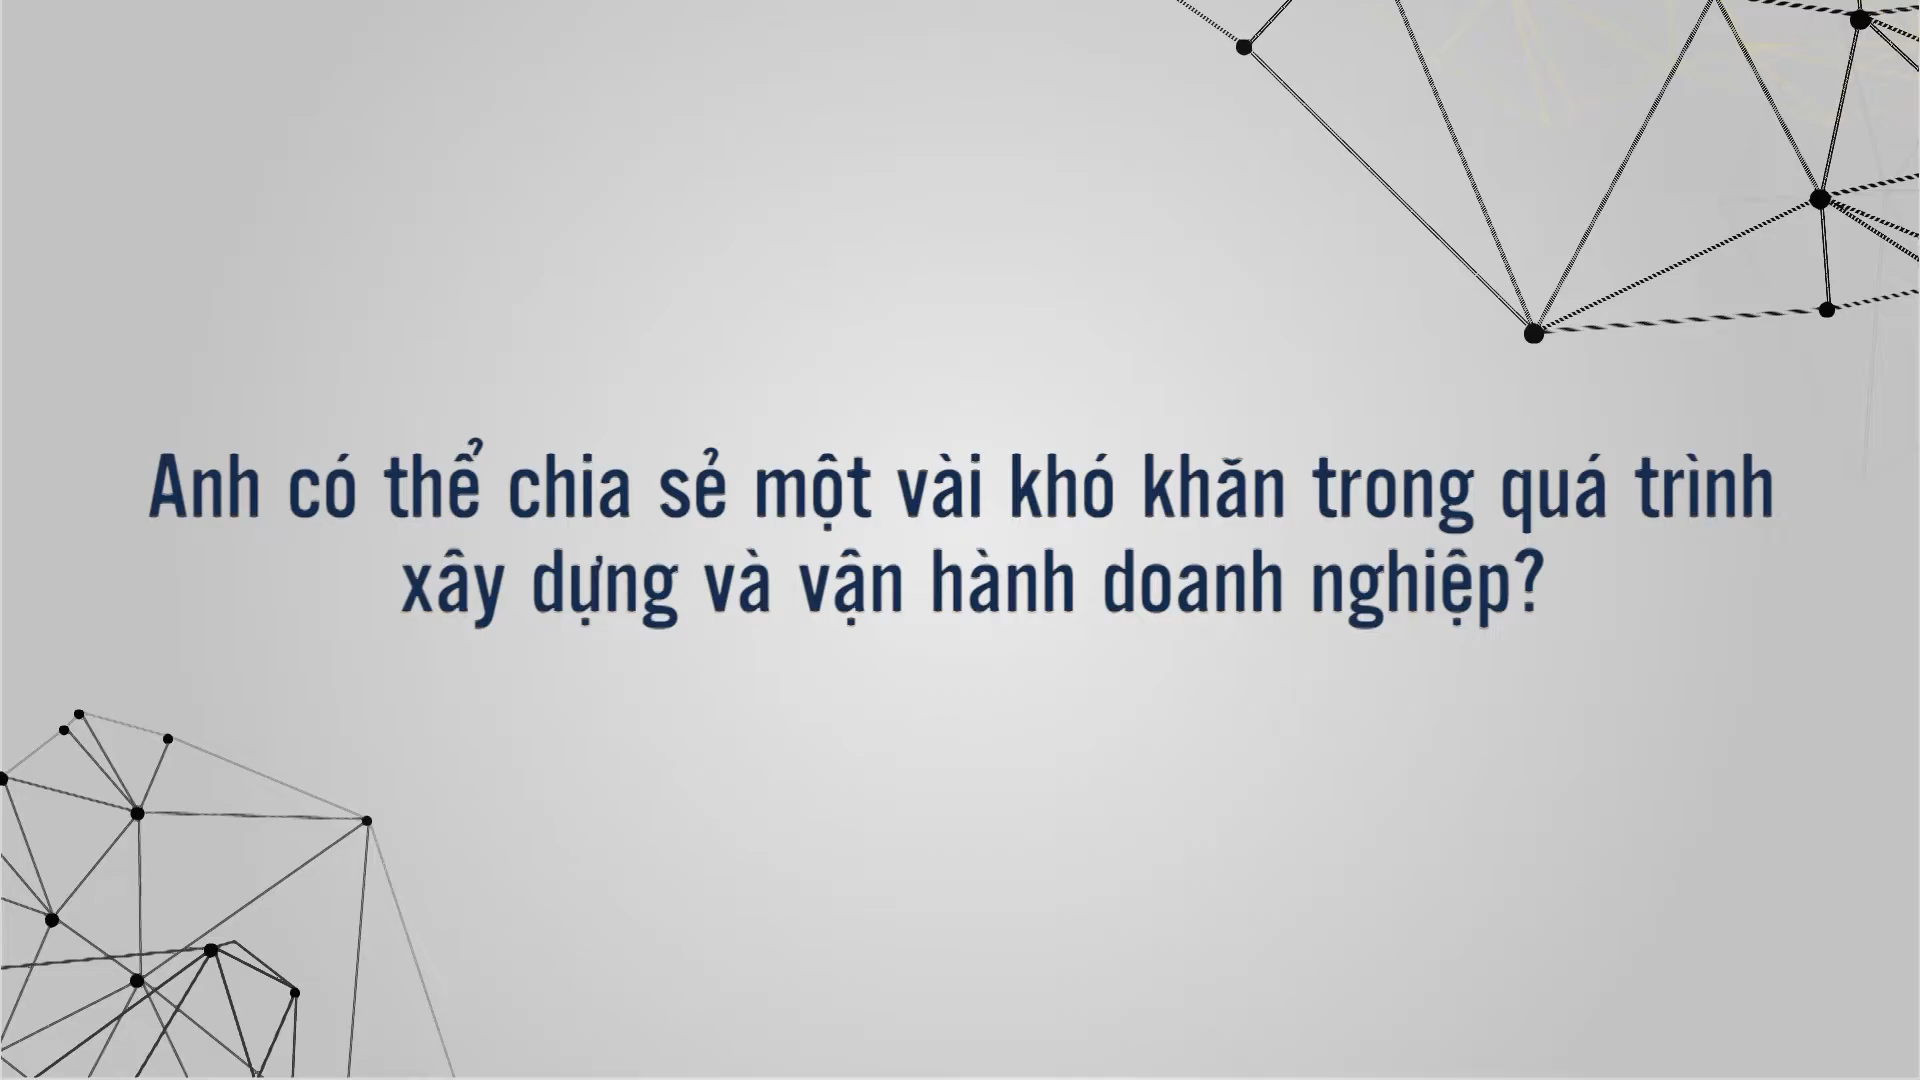 Anh có thể chia sẻ một vài khó khăn trong quá trình
xây dựng và vận hành doanh nghiệp?